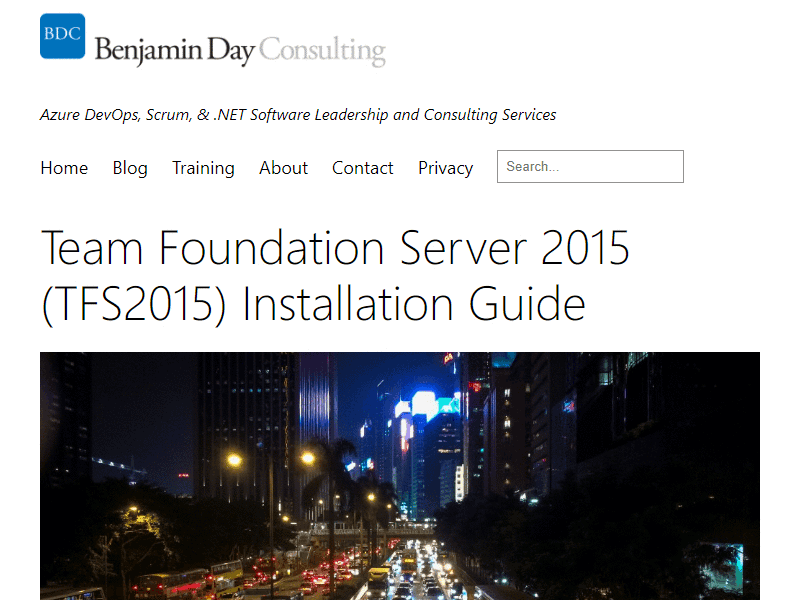 BDC
Benjamin Day Consulting
Azure DevOps, Scrum, & .NET Software Leadership and Consulting Services
Home Blog Training About Contact Privacy Search...
Team Foundation Server 2015
(TFS2015) Installation Guide